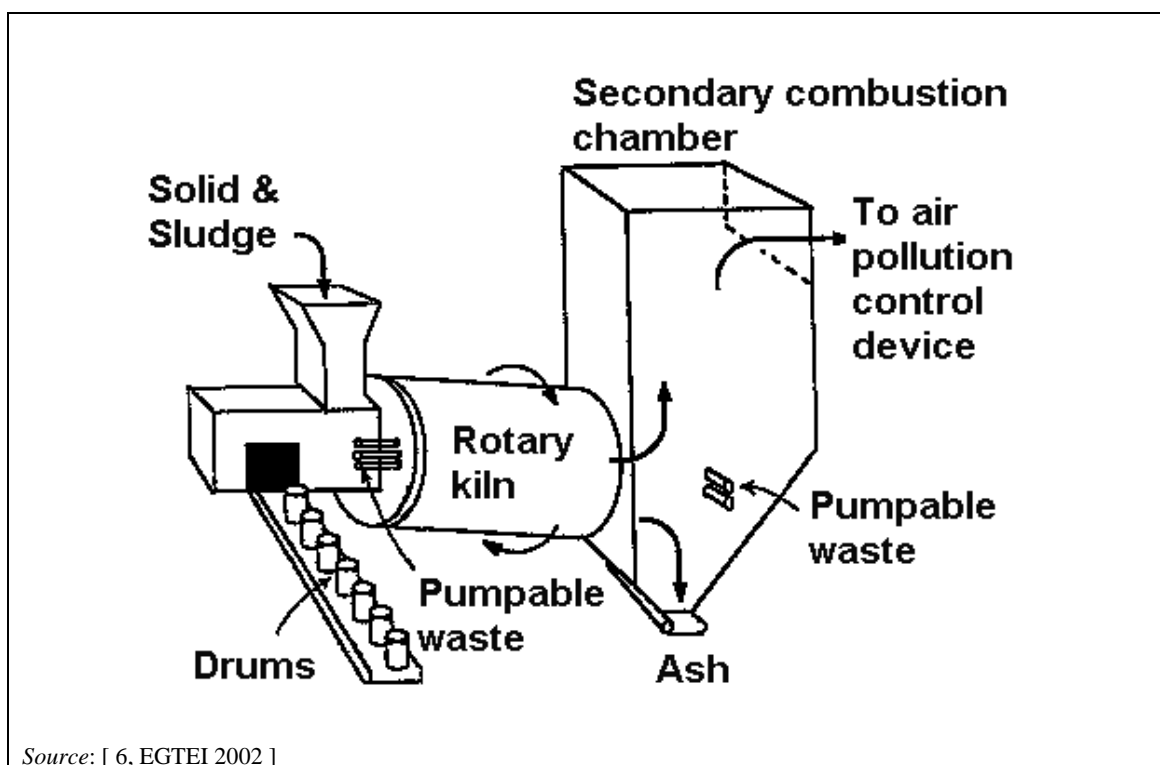 Secondary combustion
chamber
Solid &
Sludge
To air
pollution
control
device
Rotary
kiln
Pumpable
waste
Pumpable
waste
Drums
Ash
Source: [ 6, EGTEI 2002 ]